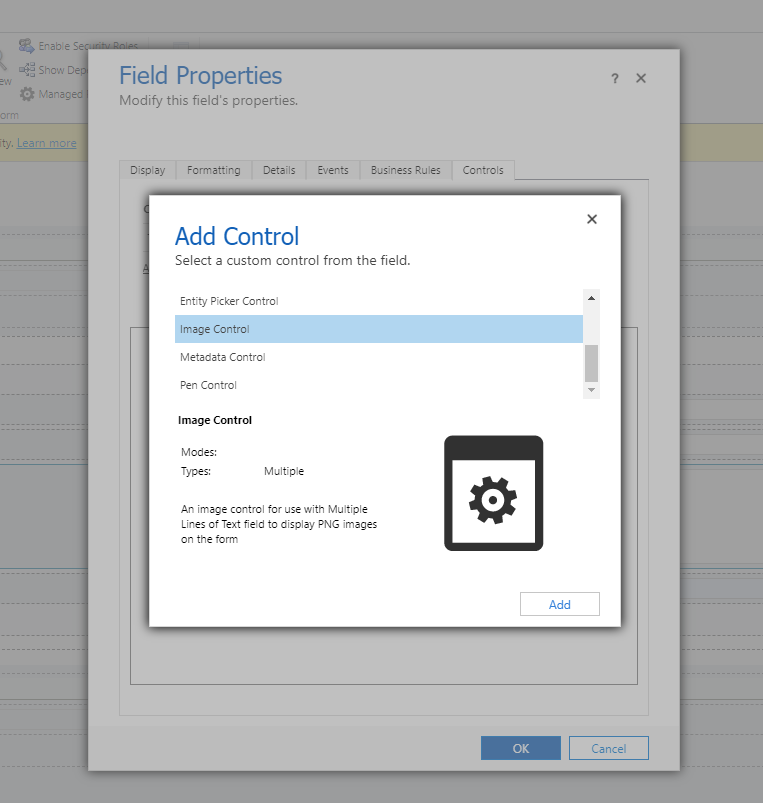 Enable Security Roles
Show Dep
Managed
ew
orm
ity. Learn more
Field Properties
? ×
Modify this field's properties.
Display Formatting Details Events Business Rules Controls
×
Add Control
Select a custom control from the field.
Entity Picker Control
Image Control
Metadata Control
Pen Control
Image Control
Modes:
Types: Multiple
An image control for use with Multiple
Lines of Text field to display PNG images
on the form
Add
OK Cancel